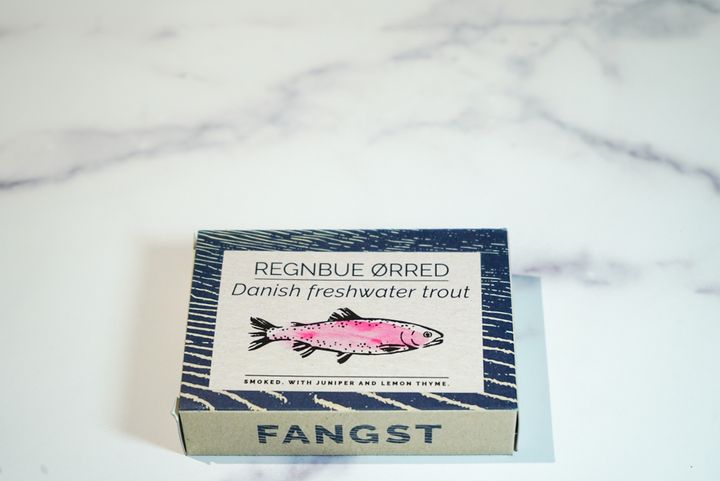 REGNBUE ØRRED
Danish freshwater trout
SMOKED. WITH JUNIPER AND LEMON THYME.
FANGST